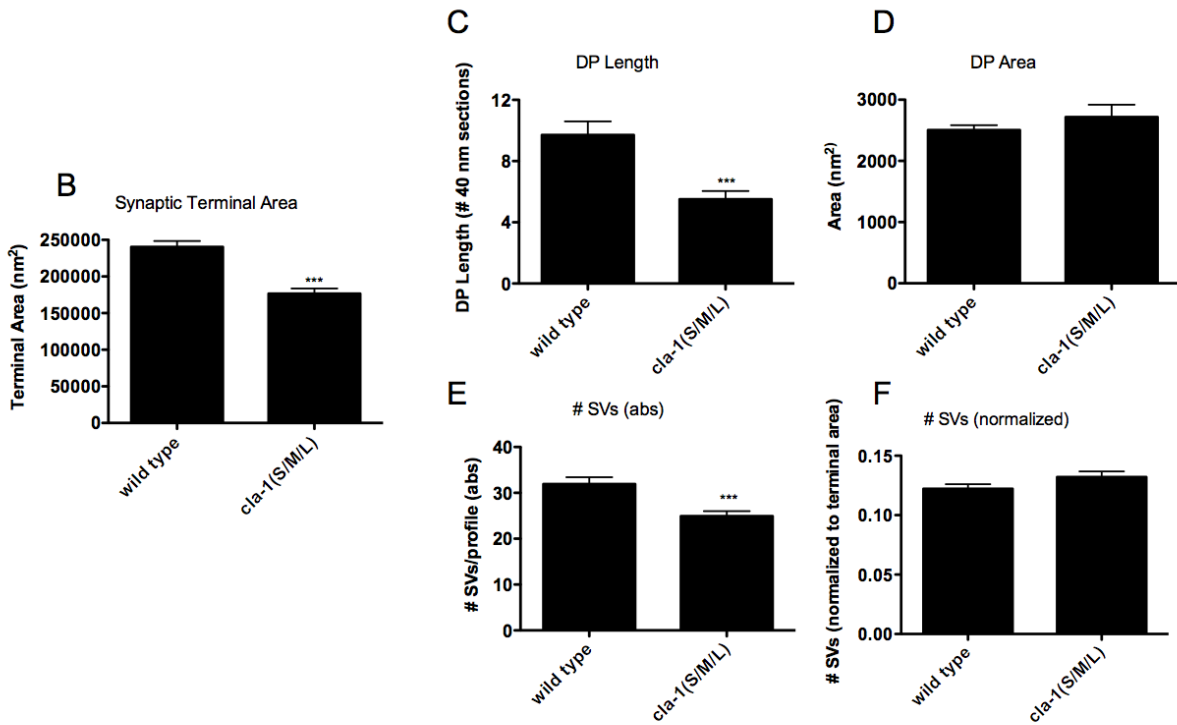 B
Synaptic Terminal Area
Terminal Area (nm²)
250000
200000
150000
100000
50000
0
***
wild type
cla-1(S/M/L)
C
DP Length
DP Length (# 40 nm sections)
12
8
4
0
***
wild type
cla-1(S/M/L)
D
DP Area
Area (nm²)
3000
2000
1000
0
wild type
cla-1(S/M/L)
E
# SVs (abs)
# SVs/profile (abs)
40
30
20
10
0
***
wild type
cla-1(S/M/L)
F
# SVs (normalized)
# SVs (normalized to terminal area)
0.15
0.10
0.05
0.00
wild type
cla-1(S/M/L)